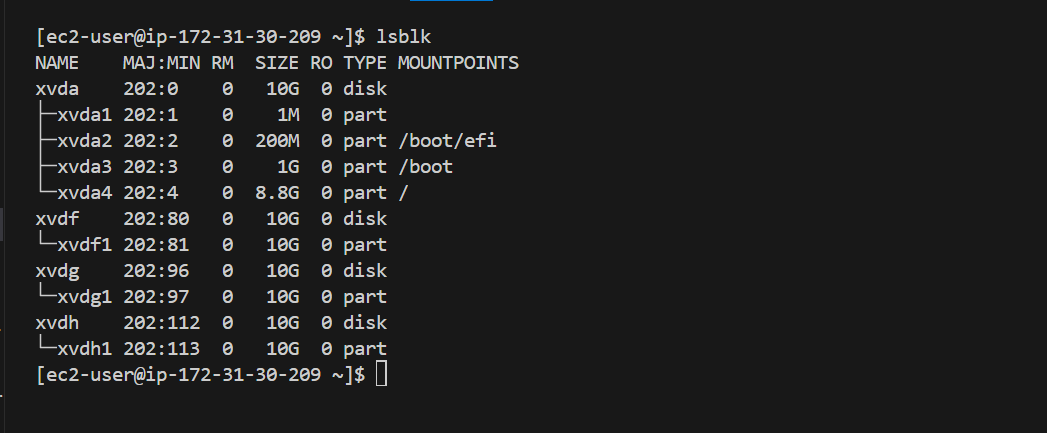 [ec2-user@ip-172-31-30-209 ~]$ lsblk
NAME    MAJ:MIN RM  SIZE RO TYPE MOUNTPOINTS
xvda    202:0    0   10G  0 disk
├─xvda1 202:1    0    1M  0 part
├─xvda2 202:2    0  200M  0 part /boot/efi
├─xvda3 202:3    0    1G  0 part /boot
└─xvda4 202:4    0  8.8G  0 part /
xvdf    202:80   0   10G  0 disk
└─xvdf1 202:81   0   10G  0 part
xvdg    202:96   0   10G  0 disk
└─xvdg1 202:97   0   10G  0 part
xvdh    202:112  0   10G  0 disk
└─xvdh1 202:113  0   10G  0 part
[ec2-user@ip-172-31-30-209 ~]$